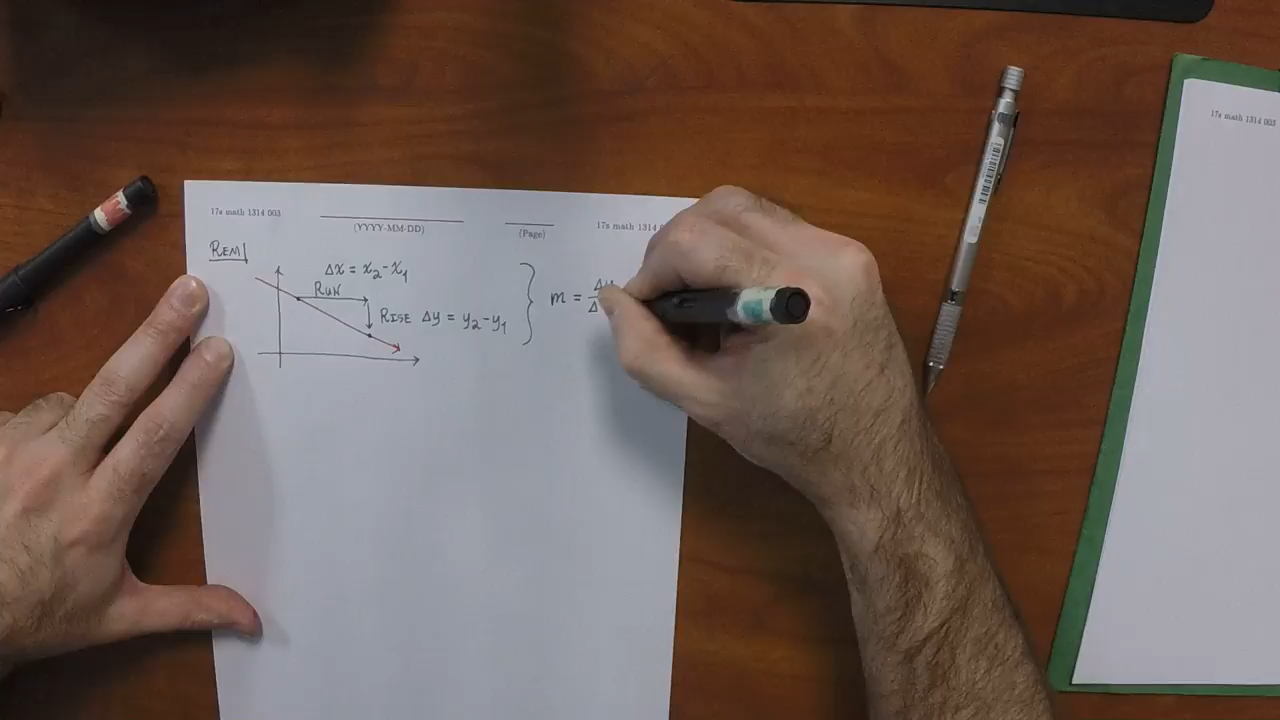 17s math 1314 003
(YYYY-MM-DD)
(Page)
17s math 1314
REM
Δx = x₂-x₁
RUN
RISE Δy = y₂-y₁
m = Δy
Δ
17s math 1314 003